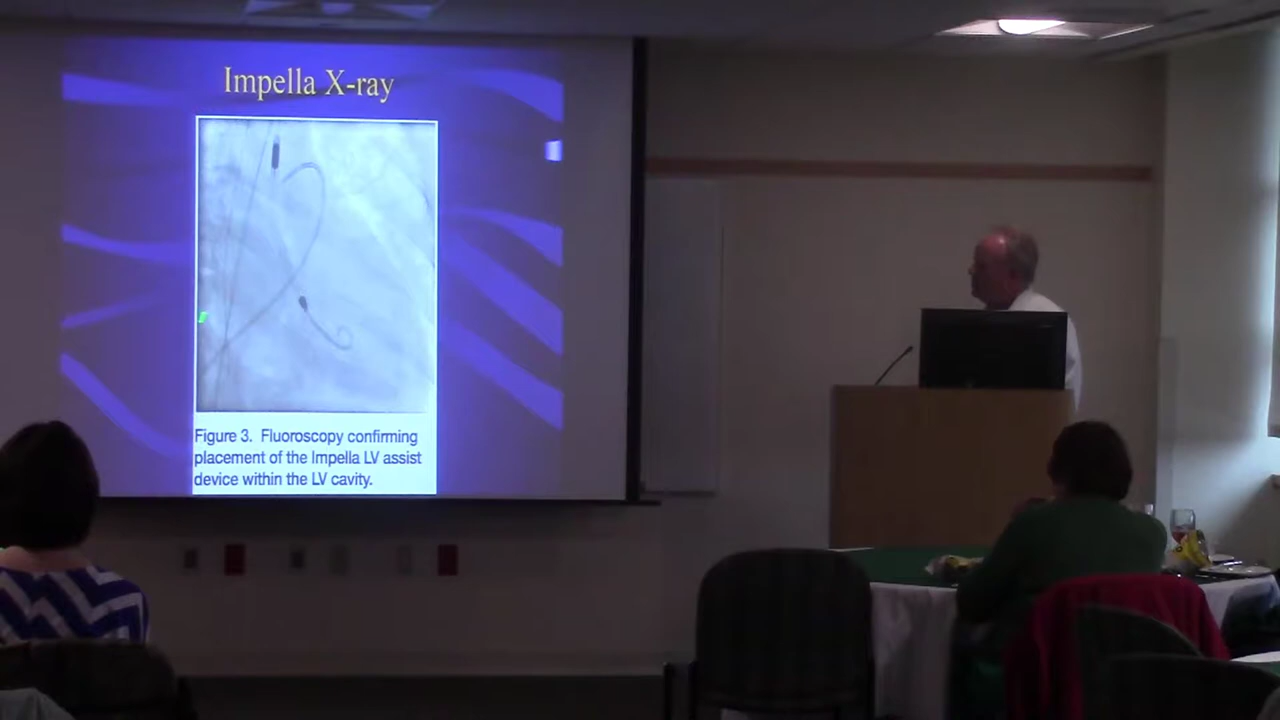 Impella X-ray
Figure 3. Fluoroscopy confirming
placement of the Impella LV assist
device within the LV cavity.